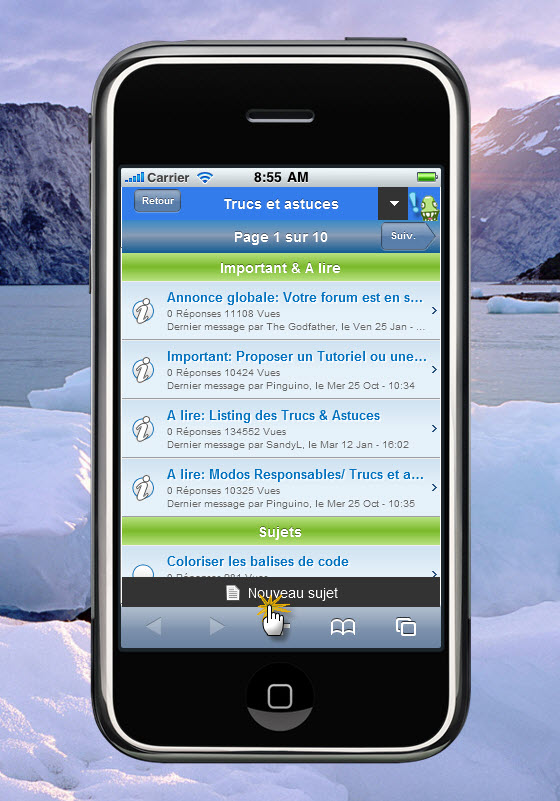 Carrier 8:55 AM
Retour Trucs et astuces
Page 1 sur 10 Suiv.
Important & A lire
Annonce globale: Votre forum est en s...
0 Réponses 11108 Vues
Dernier message par The Godfather, le Ven 25 Jan - ...
Important: Proposer un Tutoriel ou une...
0 Réponses 10424 Vues
Dernier message par Pinguino, le Mer 25 Oct - 10:34
A lire: Listing des Trucs & Astuces
0 Réponses 134552 Vues
Dernier message par SandyL, le Mar 12 Jan - 16:02
A lire: Modos Responsables/ Trucs et a...
0 Réponses 10325 Vues
Dernier message par Pinguino, le Mer 25 Oct - 10:35
Sujets
Coloriser les balises de code
Nouveau sujet